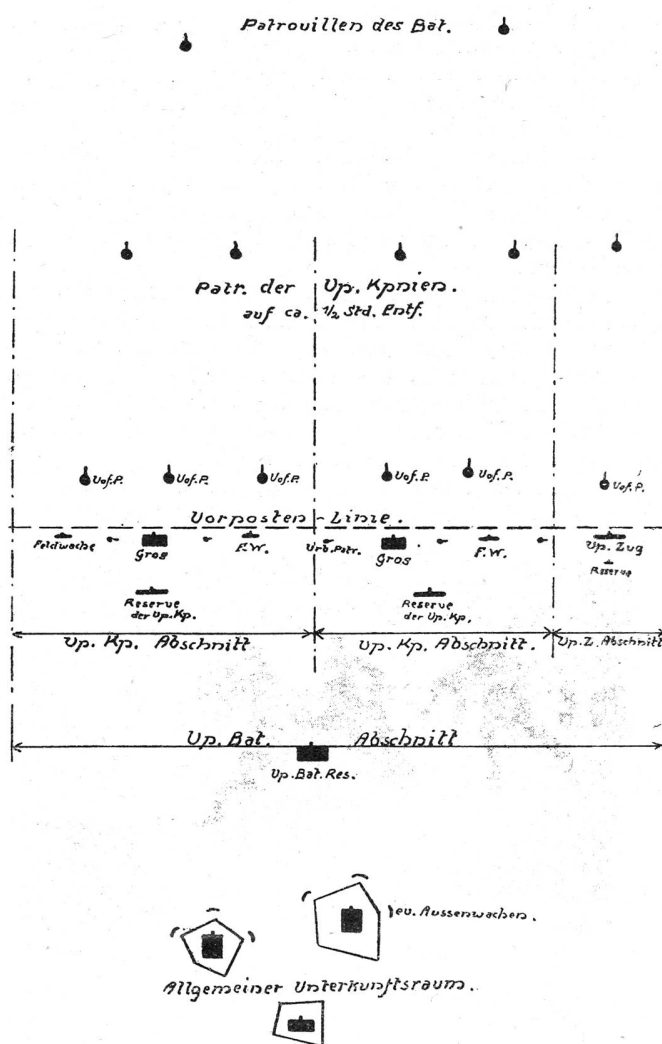 Patrouillen des Bat.
Patr. der Vp. Kpnien.
auf ca. 1/2 Std. Entf.
Uof.P. Uof.P. Uof.P. Uof.P. Uof.P. Uof.P.
Vorposten-Linie.
Feldwache Gros F.W. Vrb.Patr. Gros F.W. Vp. Zug
Reserve
Reserve der Vp. Kp.
Reserve der Vp. Kp.
Vp. Kp. Abschnitt Vp. Kp Abschnitt. Vp. Z. Abschnitt
Vp. Bat. Abschnitt
Vp. Bat. Res.
ev. Aussenwachen.
Allgemeiner Unterkunftsraum.